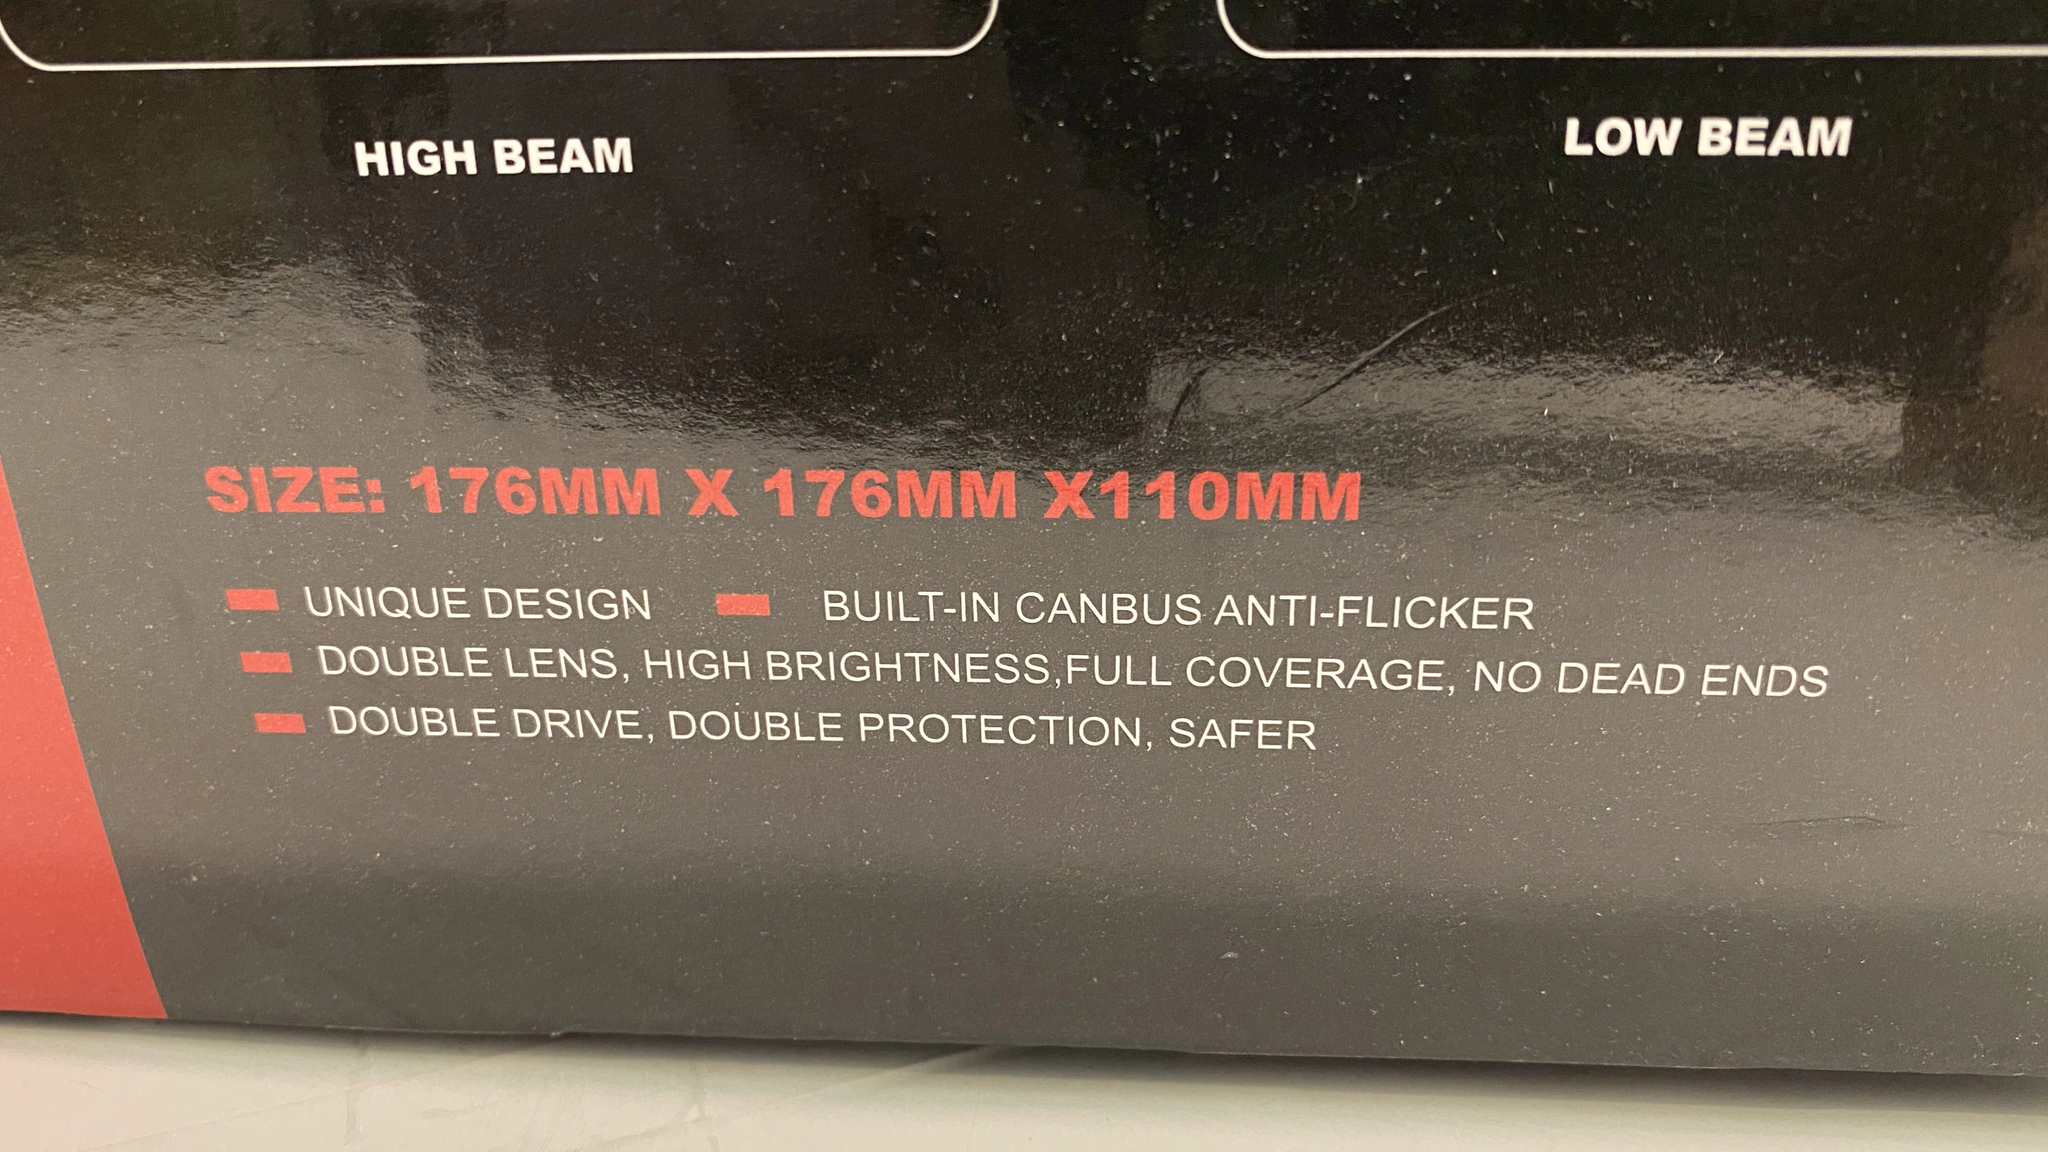 HIGH BEAM
LOW BEAM
SIZE: 176MM X 176MM X110MM
UNIQUE DESIGN BUILT-IN CANBUS ANTI-FLICKER
DOUBLE LENS, HIGH BRIGHTNESS,FULL COVERAGE, NO DEAD ENDS
DOUBLE DRIVE, DOUBLE PROTECTION, SAFER